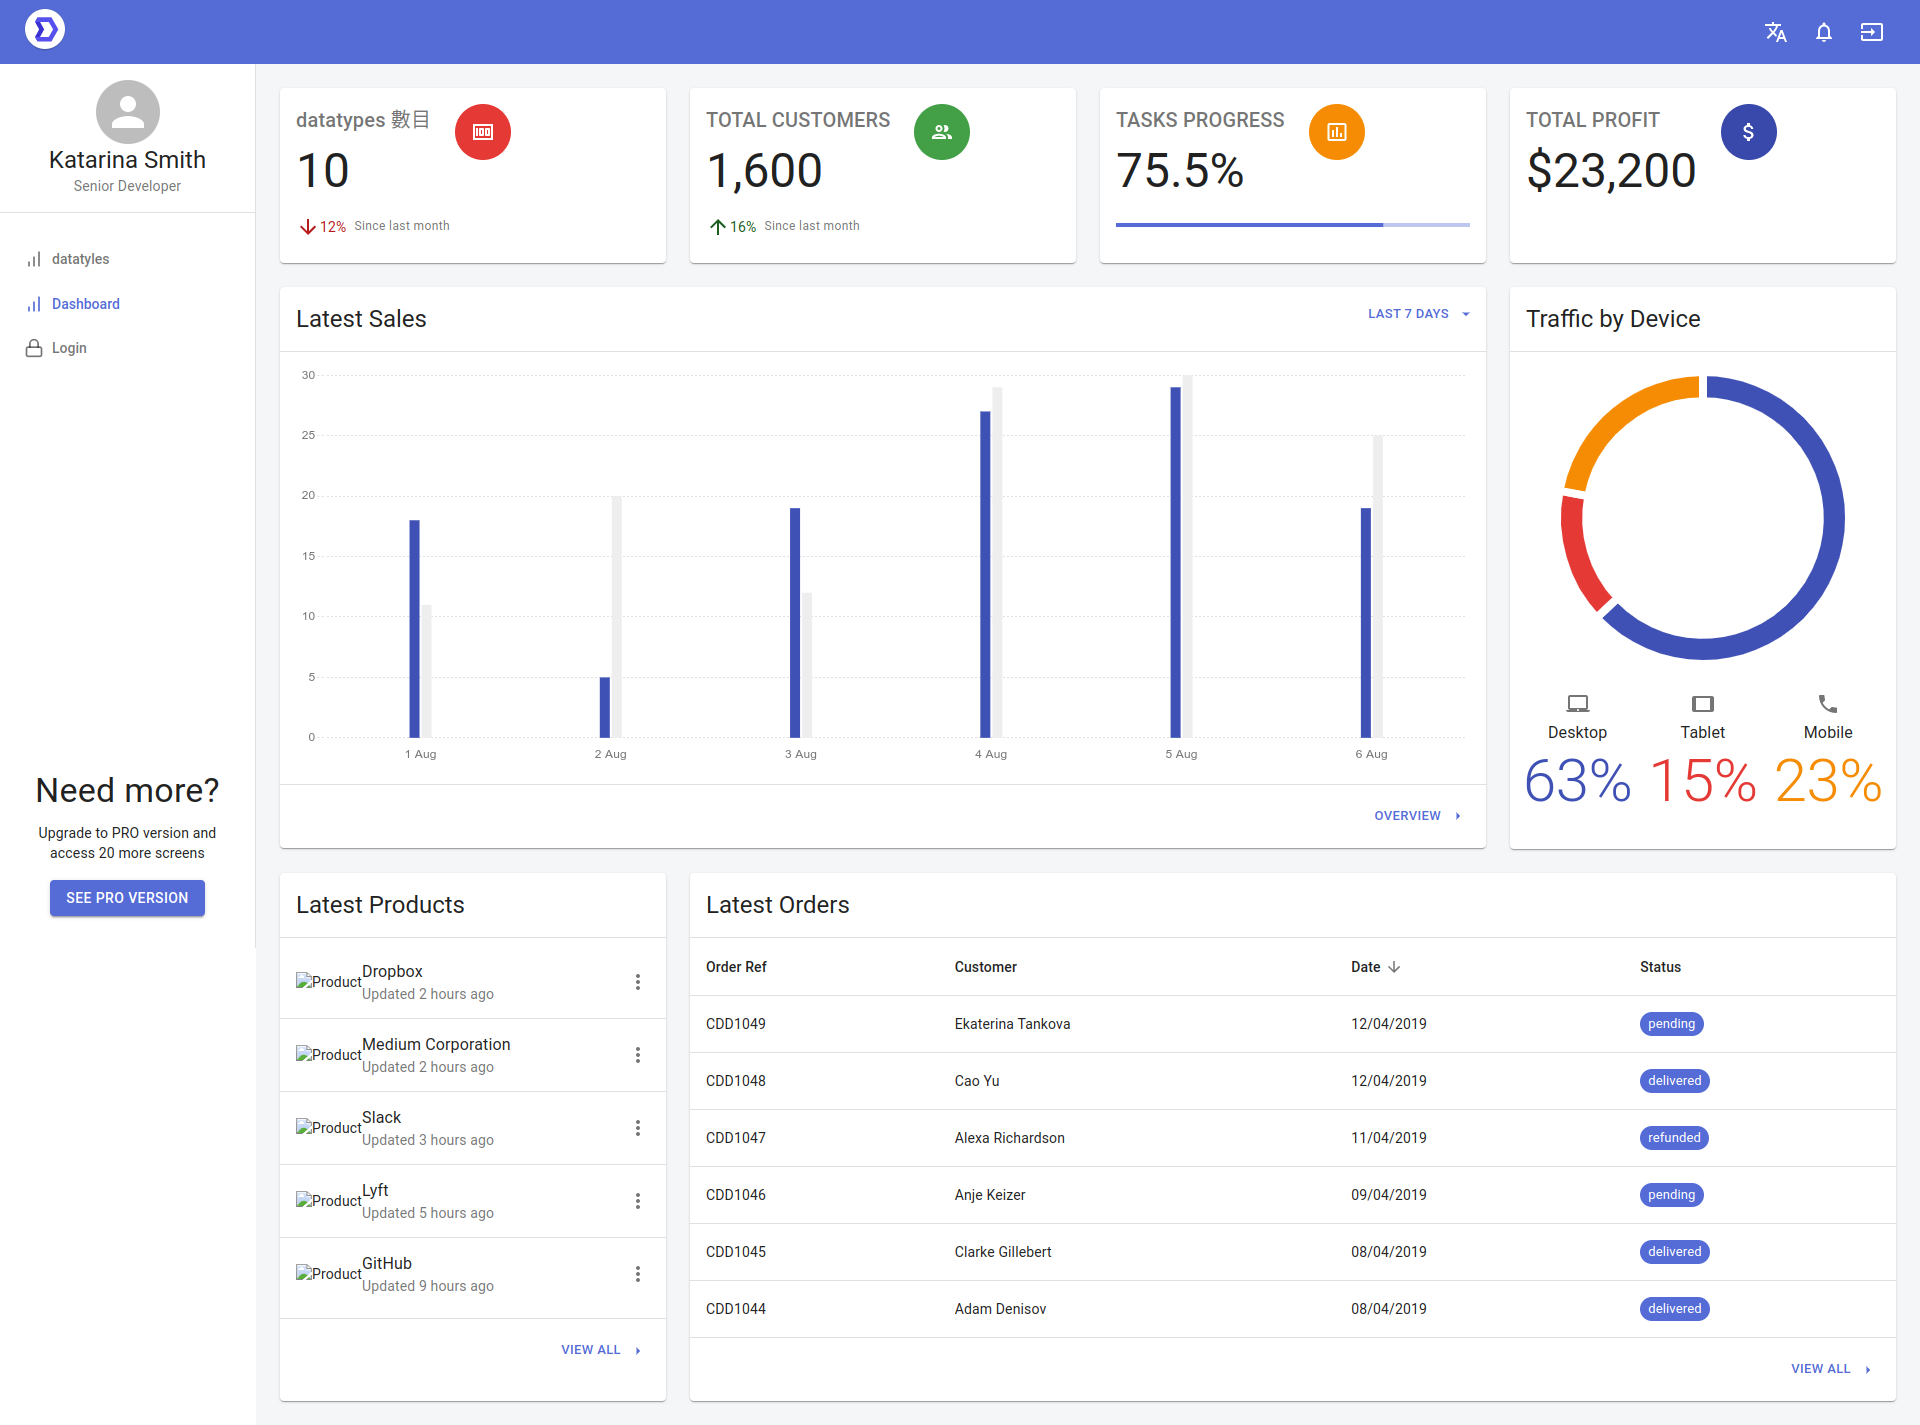 Katarina Smith
Senior Developer
datatyles
Dashboard
Login
Need more?
Upgrade to PRO version and
access 20 more screens
SEE PRO VERSION
datatypes 數目
10
12% Since last month
TOTAL CUSTOMERS
1,600
16% Since last month
TASKS PROGRESS
75.5%
TOTAL PROFIT
$23,200
$
Latest Sales
LAST 7 DAYS
30
25
20
15
10
5
0
1 Aug 2 Aug 3 Aug 4 Aug 5 Aug 6 Aug
OVERVIEW
Traffic by Device
Desktop Tablet Mobile
63% 15% 23%
Latest Products
Product
Dropbox
Updated 2 hours ago
Product
Medium Corporation
Updated 2 hours ago
Product
Slack
Updated 3 hours ago
Product
Lyft
Updated 5 hours ago
Product
GitHub
Updated 9 hours ago
VIEW ALL
Latest Orders
Order Ref Customer Date Status
CDD1049 Ekaterina Tankova 12/04/2019 pending
CDD1048 Cao Yu 12/04/2019 delivered
CDD1047 Alexa Richardson 11/04/2019 refunded
CDD1046 Anje Keizer 09/04/2019 pending
CDD1045 Clarke Gillebert 08/04/2019 delivered
CDD1044 Adam Denisov 08/04/2019 delivered
VIEW ALL